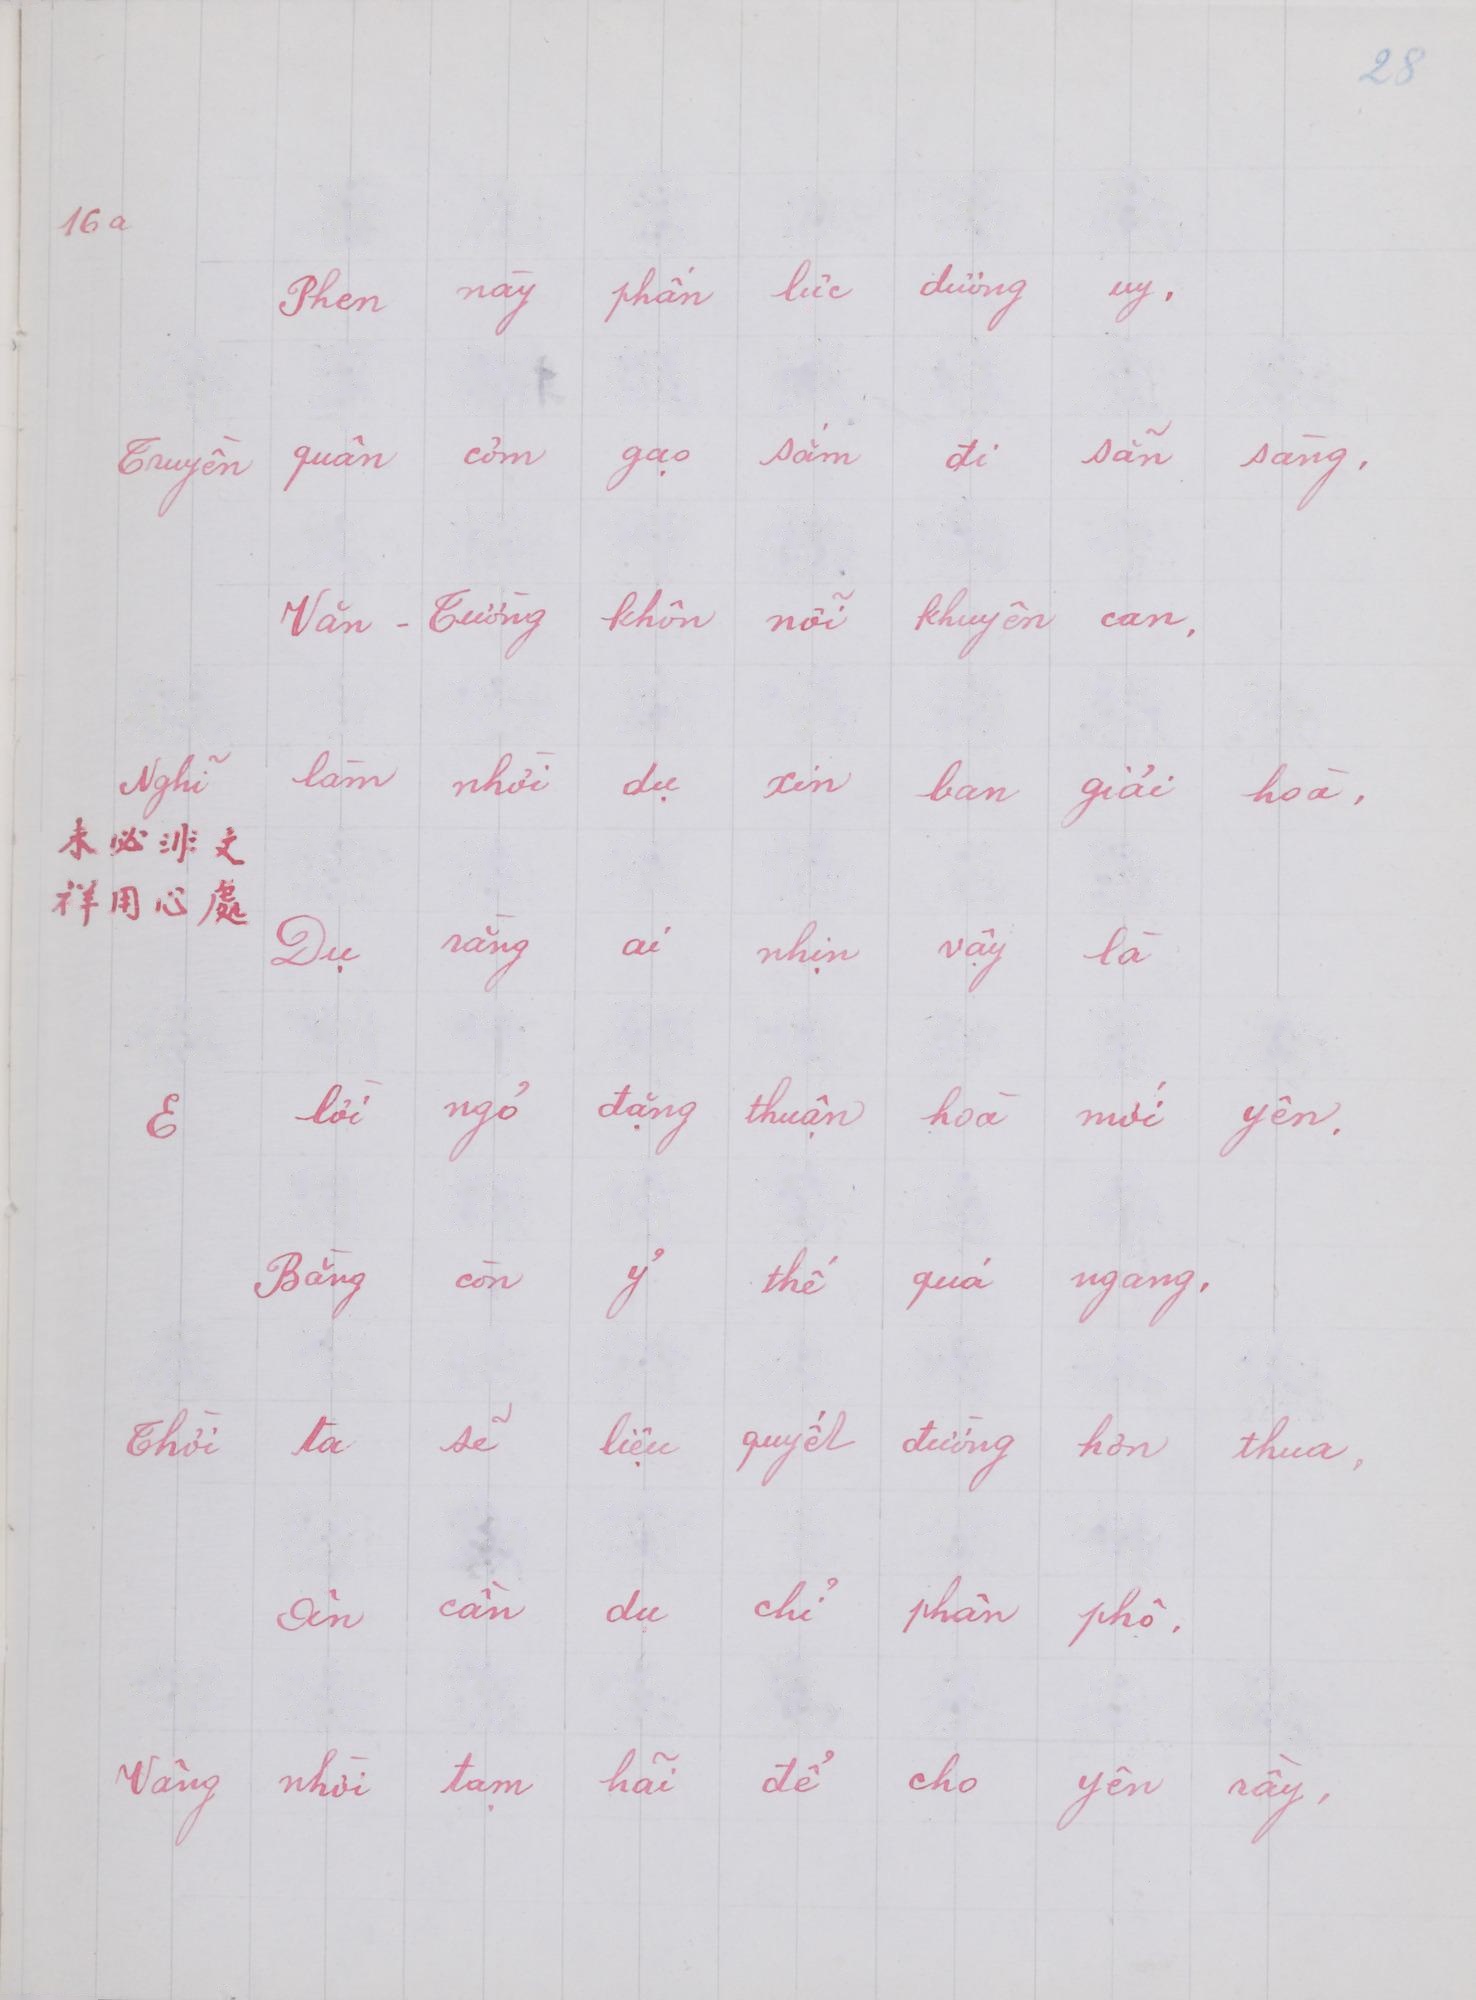 28
16a
Phen này phấn lực dương uy,
Truyền quân cơm gạo sắm đi sẵn sàng,
Văn - Tường khôn nỗi khuyên can,
Nghĩ làm nhời dụ xin ban giải hoà,
未必非文
祥用心處
Dụ rằng ai nhịn vậy là
E lời ngỏ đặng thuận hoà mới yên,
Bằng còn ỷ thế quá ngang,
Thời ta sẽ liệu quyết đường hơn thua,
Ân cần dụ chỉ phân phô,
Vâng nhời tạm hãi để cho yên rầy,